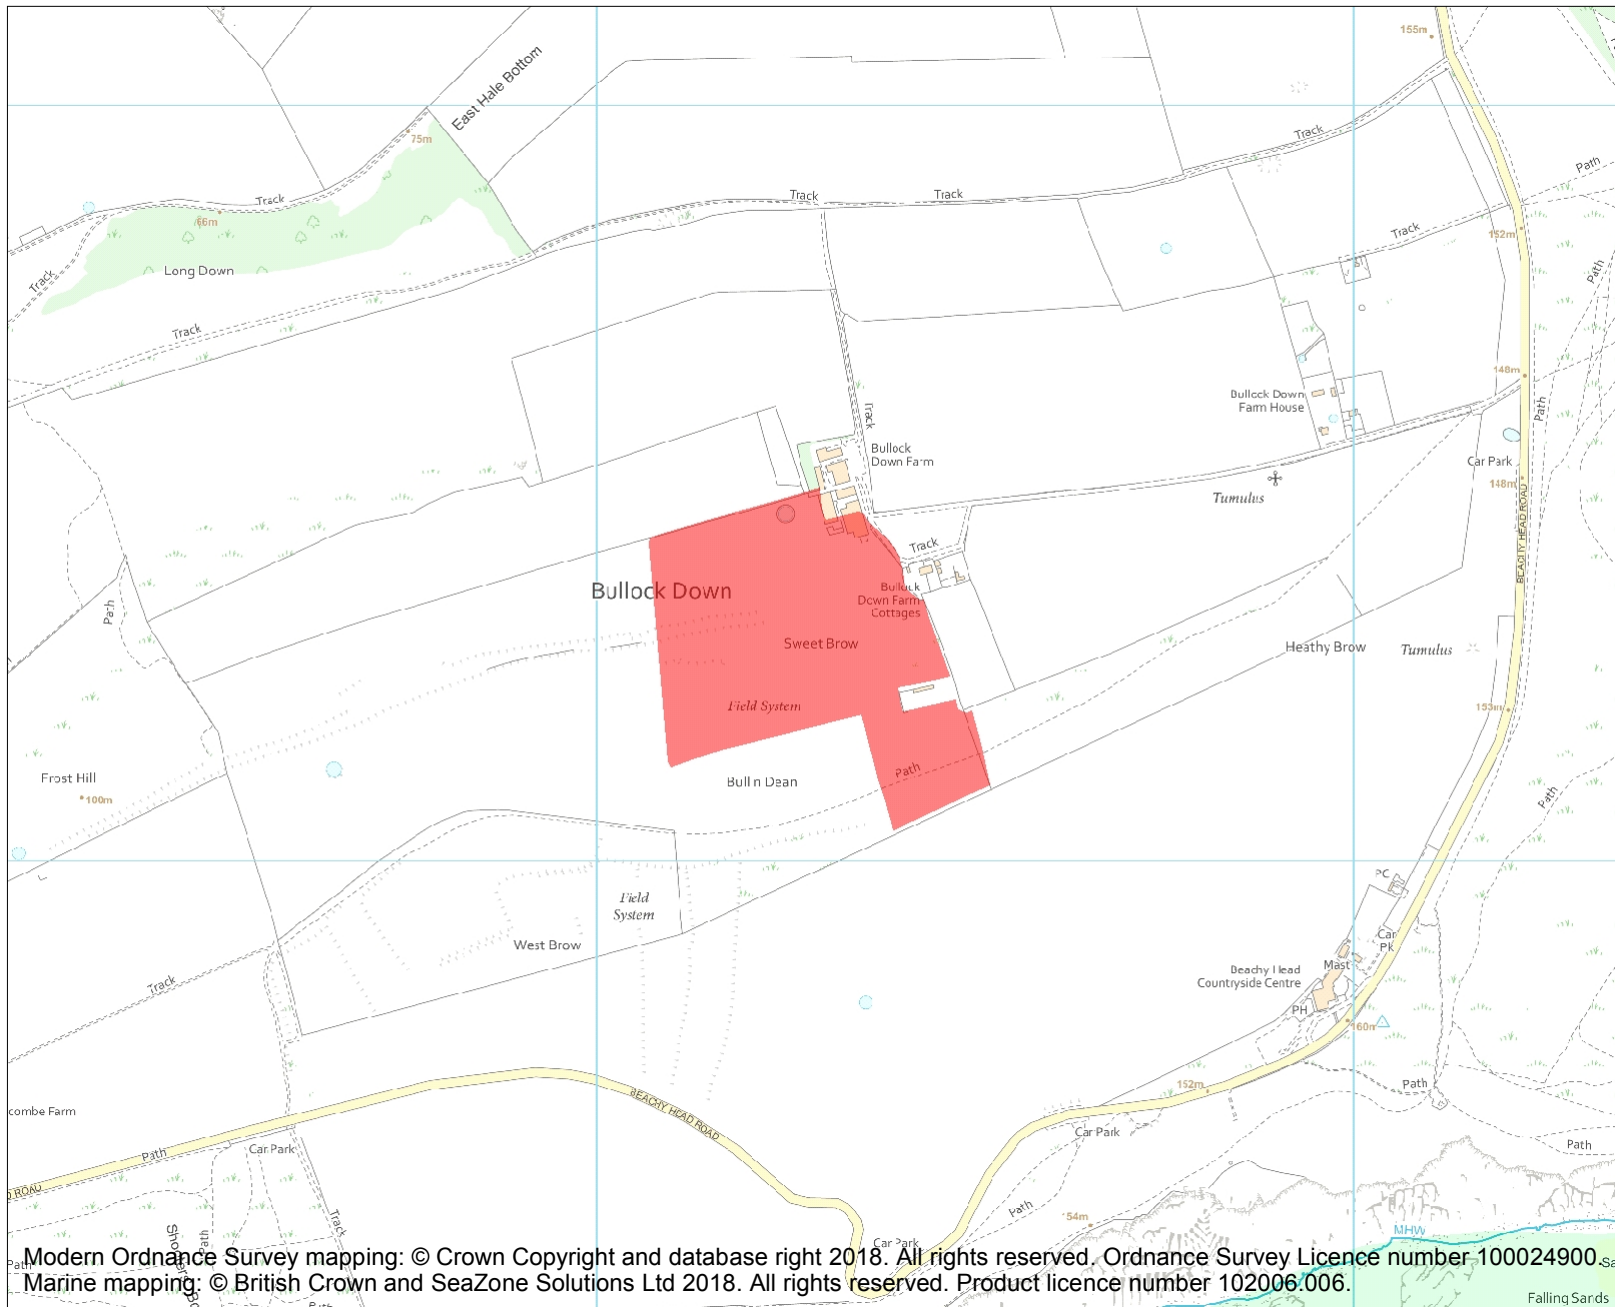 155m
East Hale Bottom
75m
Track
Path
Track
Track
Track
66m
Track
152m
Long Down
Track
Path
Track
148m
Bullock Down
Farm House
Track
Path
Bullock
Down Farm
Car Park
148m
Tumulus
BEACHY HEAD ROAD
Track
Bullock Down
Bullock
Down Farm
Cottages
Path
Sweet Brow
Heathy Brow
Tumulus
Field System
153m
Path
Frost Hill
100m
Bullin Dean
Path
PC
Field
System
Car
Pk
West Brow
Mast
Beachy Head
Countryside Centre
Track
PH
160m
152m
Path
combe Farm
BEACHY HEAD ROAD
Car Park
Path
Car Park
Path
D ROAD
Path
Track
54m
Path
MHW
Car Park
Path
Modern Ordnance Survey mapping: © Crown Copyright and database right 2018. All rights reserved. Ordnance Survey Licence number 100024900.
Marine mapping: © British Crown and SeaZone Solutions Ltd 2018. All rights reserved. Product licence number 102006.006.
Falling Sands